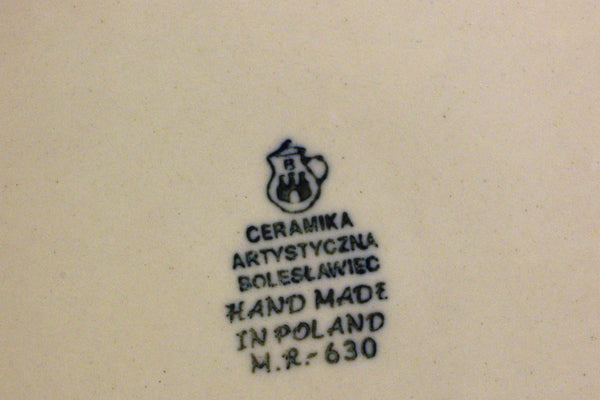 B
CERAMIKA
ARTYSTYCZNA
BOLESŁAWIEC
HAND MADE
IN POLAND
M.R.-630